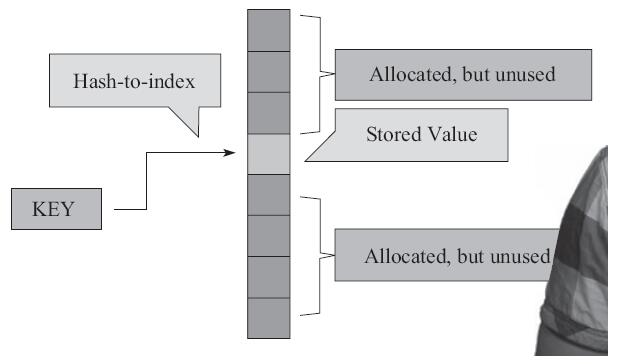 Hash-to-index
Allocated, but unused
Stored Value
KEY
Allocated, but unused